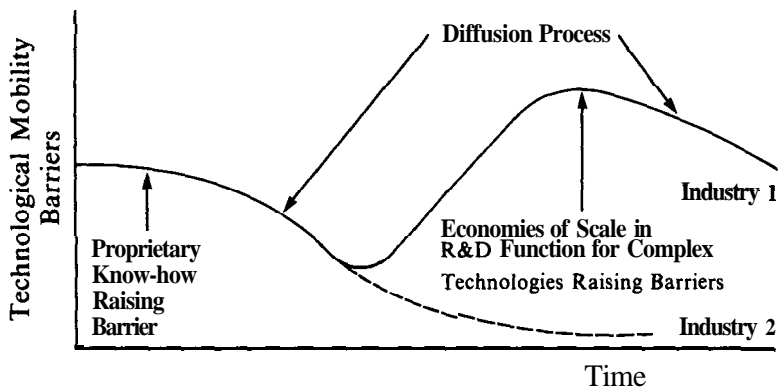 Diffusion Process
Technological Mobility
Barriers
Industry 1
Proprietary
Know-how
Raising
Barrier
Economies of Scale in
R&D Function for Complex
Technologies Raising Barriers
Industry 2
Time